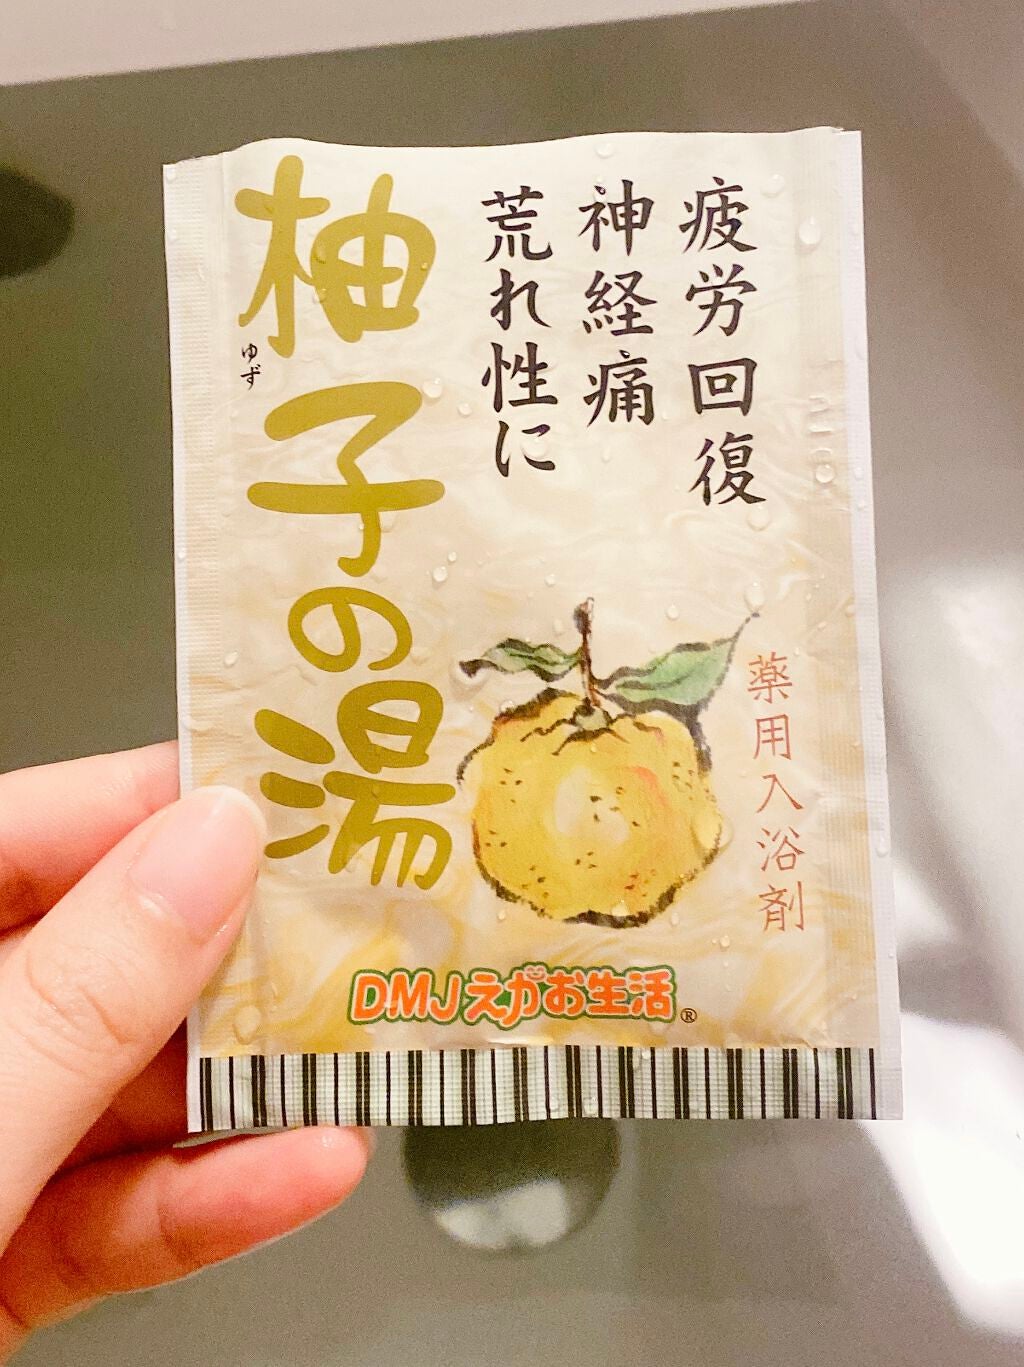 疲労回復
神経痛
荒れ性に
柚子の湯
ゆず
薬用入浴剤
DMJえがお生活®